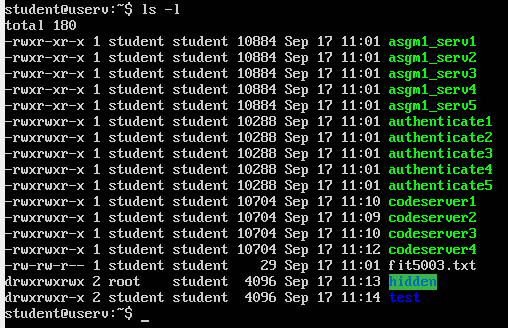 student@userv:~$ ls -l
total 180
-rwxr-xr-x 1 student student 10884 Sep 17 11:01 asgm1_serv1
-rwxr-xr-x 1 student student 10884 Sep 17 11:01 asgm1_serv2
-rwxr-xr-x 1 student student 10884 Sep 17 11:01 asgm1_serv3
-rwxr-xr-x 1 student student 10884 Sep 17 11:01 asgm1_serv4
-rwxr-xr-x 1 student student 10884 Sep 17 11:01 asgm1_serv5
-rwxrwxr-x 1 student student 10288 Sep 17 11:01 authenticate1
-rwxrwxr-x 1 student student 10288 Sep 17 11:01 authenticate2
-rwxrwxr-x 1 student student 10288 Sep 17 11:01 authenticate3
-rwxrwxr-x 1 student student 10288 Sep 17 11:01 authenticate4
-rwxrwxr-x 1 student student 10288 Sep 17 11:01 authenticate5
-rwxrwxr-x 1 student student 10704 Sep 17 11:10 codeserver1
-rwxrwxr-x 1 student student 10704 Sep 17 11:09 codeserver2
-rwxrwxr-x 1 student student 10704 Sep 17 11:10 codeserver3
-rwxrwxr-x 1 student student 10704 Sep 17 11:12 codeserver4
-rw-rw-r-- 1 student student    29 Sep 17 11:01 fit5003.txt
drwxrwxrwx 2 root    student  4096 Sep 17 11:13 hidden
drwxrwxr-x 2 student student  4096 Sep 17 11:14 test
student@userv:~$ _